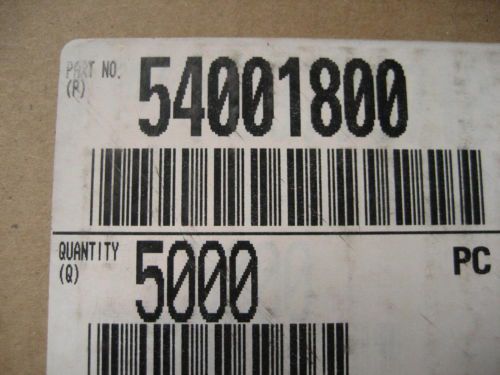 PART NO. 54001800
(P)
QUANTITY 5000 PC
(Q)